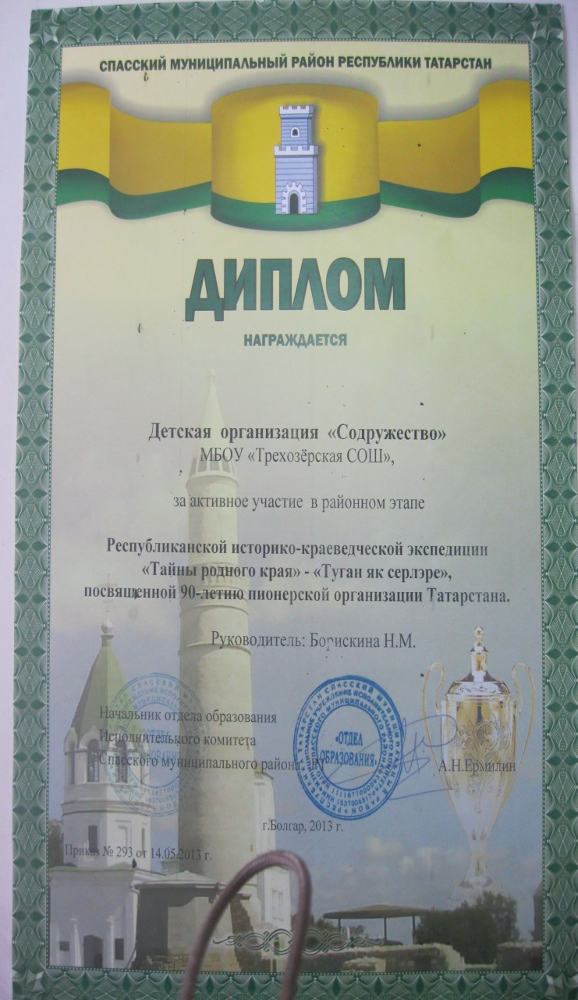 СПАССКИЙ МУНИЦИПАЛЬНЫЙ РАЙОН РЕСПУБЛИКИ ТАТАРСТАН
ДИПЛОМ
НАГРАЖДАЕТСЯ
Детская организация «Содружество»
МБОУ «Трехозёрская СОШ»,
за активное участие в районном этапе
Республиканской историко-краеведческой экспедиции
«Тайны родного края» - «Туган як серлэре»,
посвященной 90-летию пионерской организации Татарстана.
Руководитель: Борискина Н.М.
Начальник отдела образования
Исполнительного комитета
Спасского муниципального района
«ОТДЕЛ
ОБРАЗОВАНИЯ»
А.Н.Ермилин
г.Болгар, 2013 г.
Приказ № 293 от 14.05.2013 г.